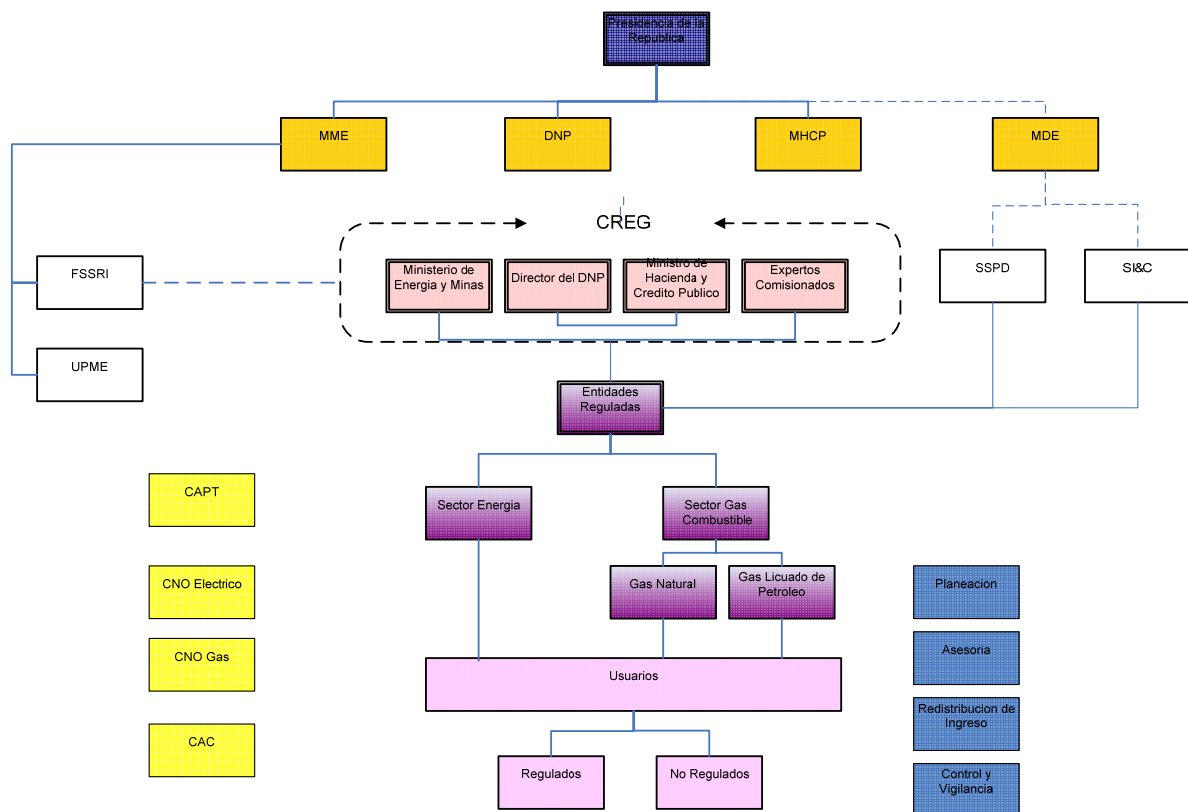 Presidencia de la
Republica
MME
DNP
MHCP
MDE
CREG
FSSRI
Ministerio de
Energia y Minas
Director del DNP
Ministro de
Hacienda y
Credito Publico
Expertos
Comisionados
SSPD
SI&C
UPME
Entidades
Reguladas
CAPT
Sector Energia
Sector Gas
Combustible
CNO Electrico
Gas Natural
Gas Licuado de
Petroleo
Planeacion
CNO Gas
Usuarios
Asesoria
Redistribucion de
Ingreso
CAC
Regulados
No Regulados
Control y
Vigilancia